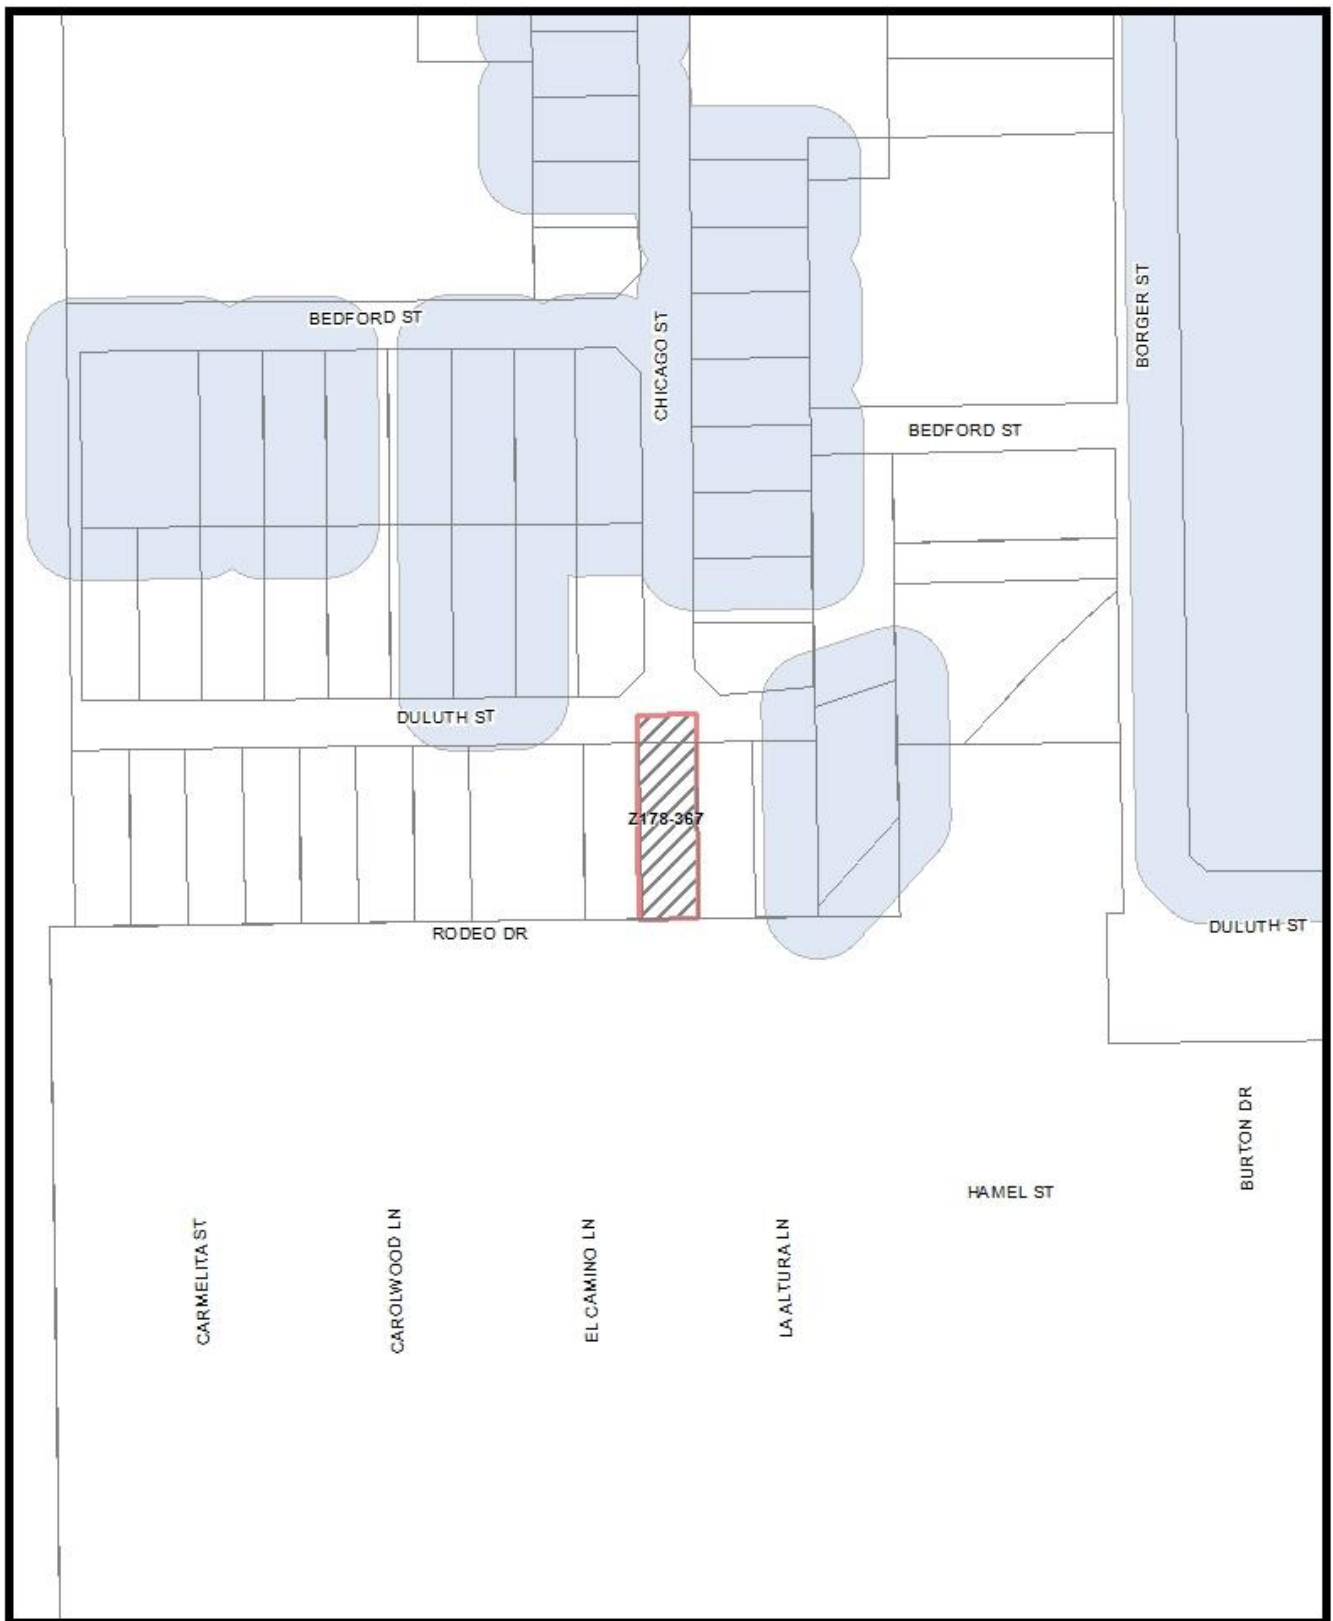 BEDFORD ST
CHICAGO ST
BORGER ST
BEDFORD ST
DULUTH ST
Z178-367
RODEO DR
DULUTH ST
BURTON DR
HAMEL ST
CARMELITA ST
CAROLWOOD LN
EL CAMINO LN
LA ALTURA LN